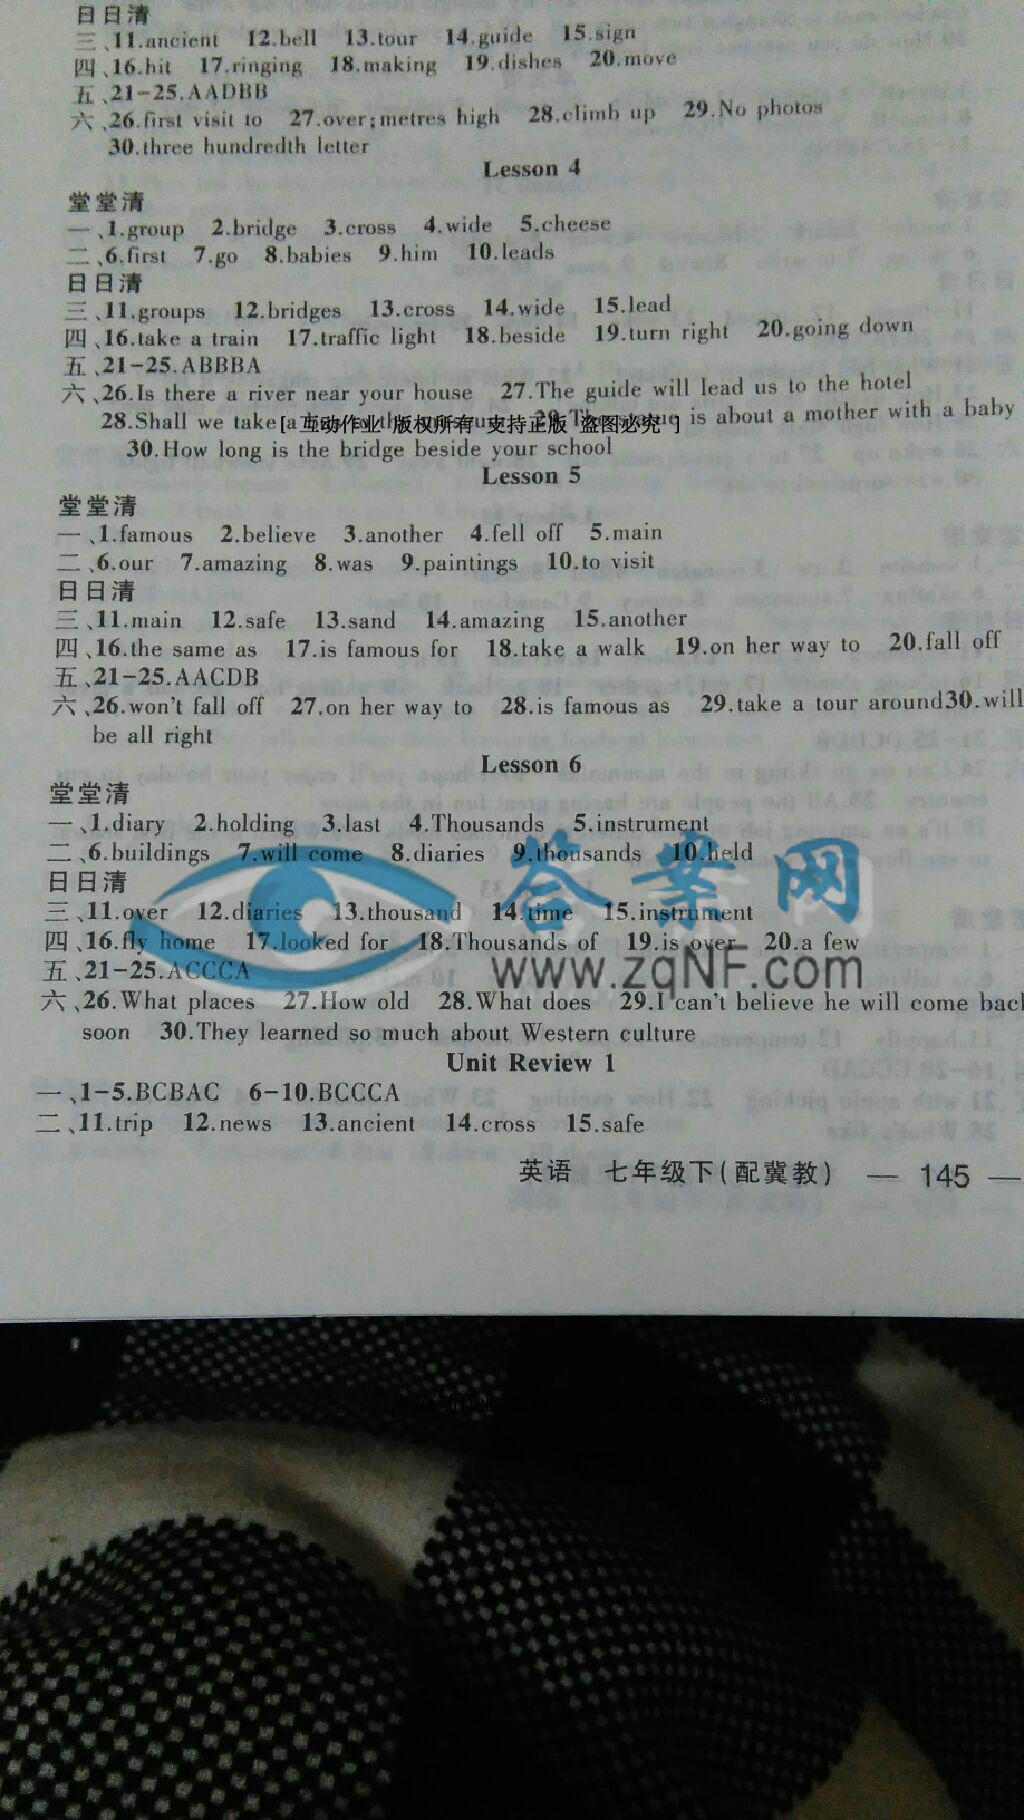 日日清
三、11.ancient 12.bell 13.tour 14.guide 15.sign
四、16.hit 17.ringing 18.making 19.dishes 20.move
五、21-25.AADBB
六、26.first visit to 27.over;metres high 28.climb up 29.No photos
30.three hundredth letter
Lesson 4
堂堂清
一、1.group 2.bridge 3.cross 4.wide 5.cheese
二、6.first 7.go 8.babies 9.him 10.leads
日日清
三、11.groups 12.bridges 13.cross 14.wide 15.lead
四、16.take a train 17.traffic light 18.beside 19.turn right 20.going down
五、21-25.ABBBA
六、26.Is there a river near your house 27.The guide will lead us to the hotel
28.Shall we take a is about a mother with a baby
[ 互动作业 版权所有 支持正版 盗图必究 ]
30.How long is the bridge beside your school
Lesson 5
堂堂清
一、1.famous 2.believe 3.another 4.fell off 5.main
二、6.our 7.amazing 8.was 9.paintings 10.to visit
日日清
三、11.main 12.safe 13.sand 14.amazing 15.another
四、16.the same as 17.is famous for 18.take a walk 19.on her way to 20.fall off
五、21-25.AACDB
六、26.won't fall off 27.on her way to 28.is famous as 29.take a tour around 30.will
be all right
Lesson 6
堂堂清
一、1.diary 2.holding 3.last 4.Thousands 5.instrument
二、6.buildings 7.will come 8.diaries 9.thousands 10.held
日日清
三、11.over 12.diaries 13.thousand 14.time 15.instrument
四、16.fly home 17.looked for 18.Thousands of 19.is over 20.a few
五、21-25.ACCCA
答案网
www.zqNF.com
六、26.What places 27.How old 28.What does 29.I can't believe he will come back
soon 30.They learned so much about Western culture
Unit Review 1
一、1-5.BCBAC 6-10.BCCCA
二、11.trip 12.news 13.ancient 14.cross 15.safe
英语 七年级下(配冀教) — 145 —